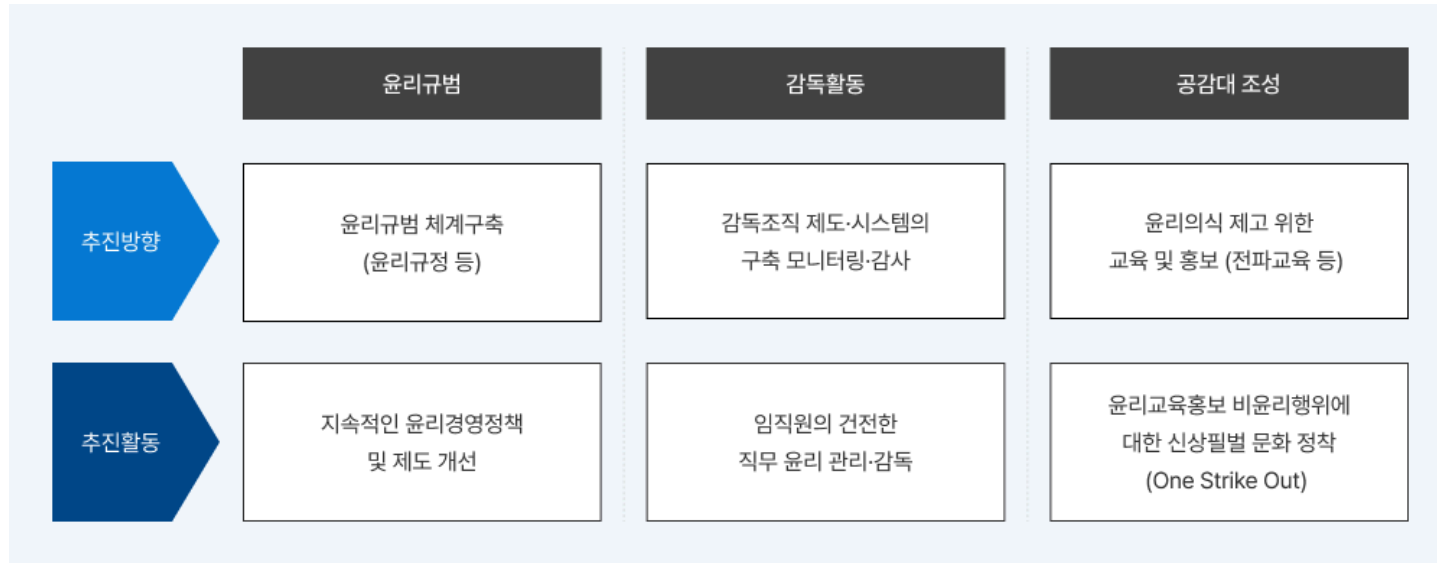 윤리규범
감독활동
공감대 조성
추진방향
윤리규범 체계구축
(윤리규정 등)
감독조직 제도·시스템의
구축 모니터링·감사
윤리의식 제고 위한
교육 및 홍보 (전파교육 등)
추진활동
지속적인 윤리경영정책
및 제도 개선
임직원의 건전한
직무 윤리 관리·감독
윤리교육홍보 비윤리행위에
대한 신상필벌 문화 정착
(One Strike Out)